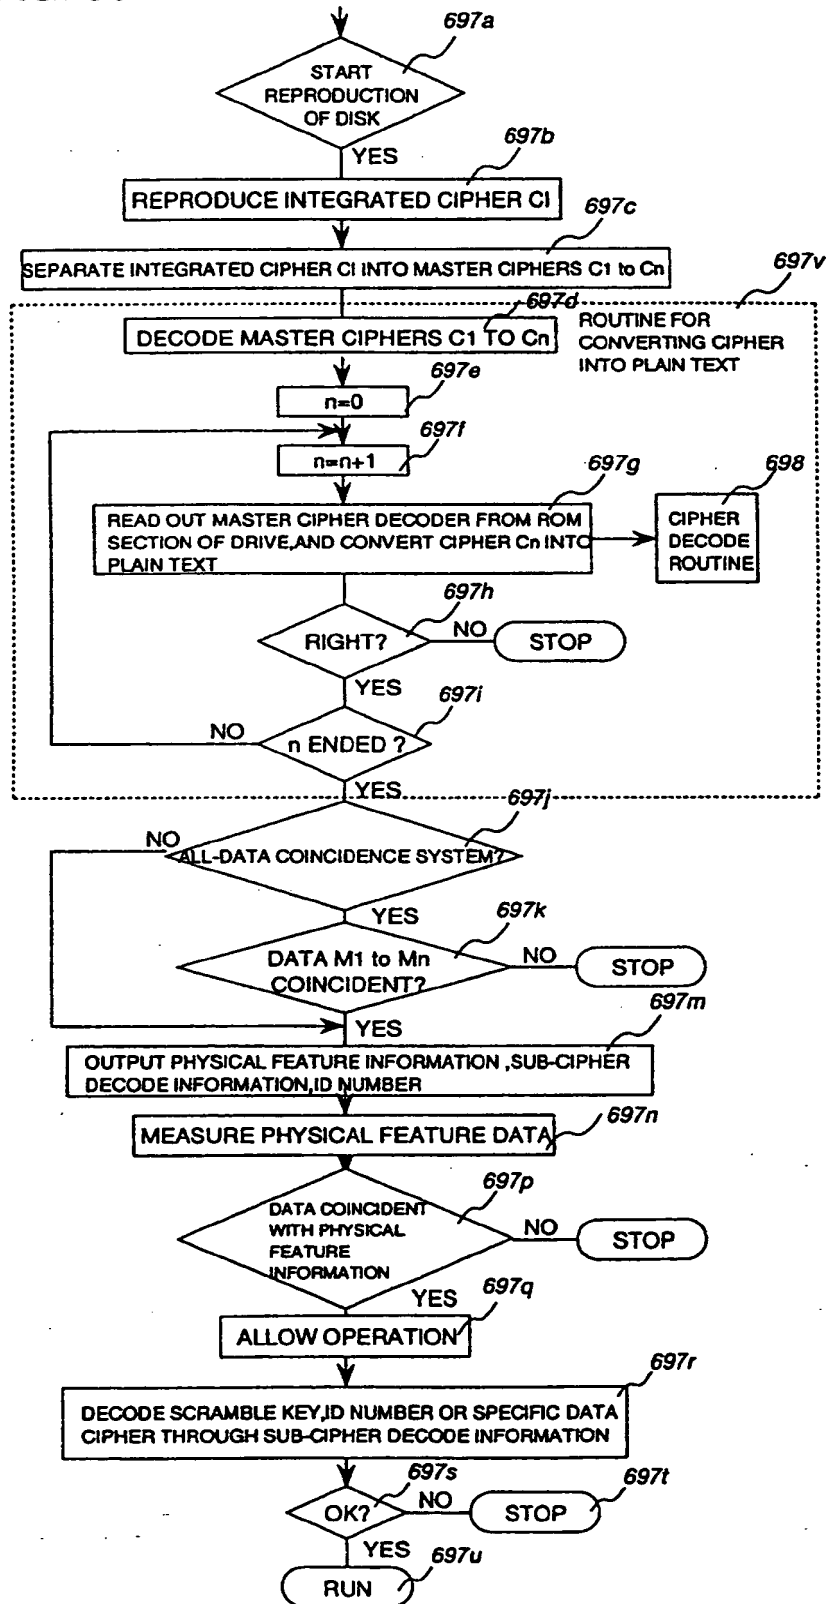 697a
START
REPRODUCTION
OF DISK
YES
697b
REPRODUCE INTEGRATED CIPHER CI
697c
SEPARATE INTEGRATED CIPHER CI INTO MASTER CIPHERS C1 to Cn
697v
697d
DECODE MASTER CIPHERS C1 TO Cn
ROUTINE FOR
CONVERTING CIPHER
INTO PLAIN TEXT
697e
n=0
697f
n=n+1
697g
READ OUT MASTER CIPHER DECODER FROM ROM
SECTION OF DRIVE,AND CONVERT CIPHER Cn INTO
PLAIN TEXT
698
CIPHER
DECODE
ROUTINE
697h
RIGHT?
NO
STOP
YES
697i
NO
n ENDED ?
YES
697j
NO
ALL-DATA COINCIDENCE SYSTEM?
YES
697k
DATA M1 to Mn
COINCIDENT?
NO
STOP
YES
697m
OUTPUT PHYSICAL FEATURE INFORMATION ,SUB-CIPHER
DECODE INFORMATION,ID NUMBER
697n
MEASURE PHYSICAL FEATURE DATA
697p
DATA COINCIDENT
WITH PHYSICAL
FEATURE
INFORMATION
NO
STOP
YES
697q
ALLOW OPERATION
697r
DECODE SCRAMBLE KEY,ID NUMBER OR SPECIFIC DATA
CIPHER THROUGH SUB-CIPHER DECODE INFORMATION
697s
OK?
NO
STOP
697t
YES
697u
RUN